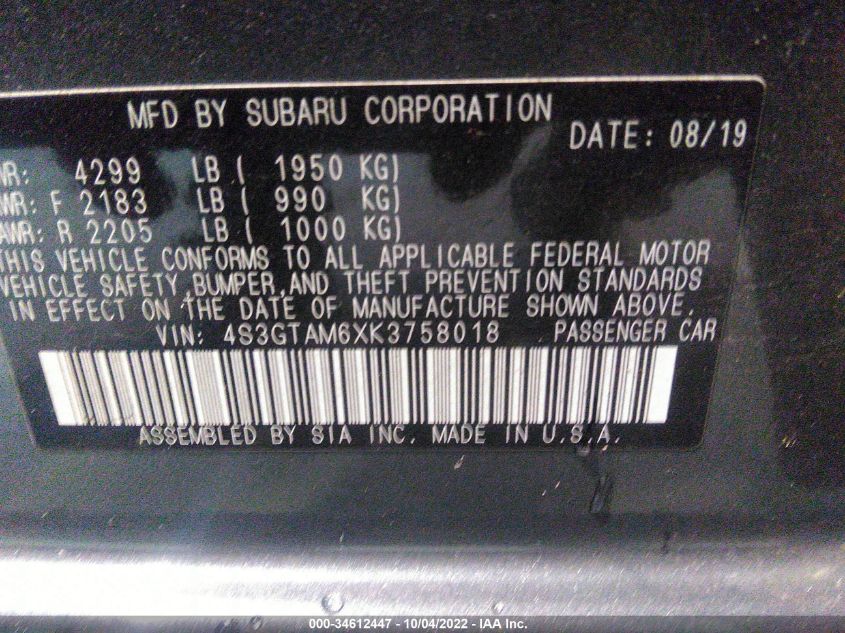 MFD BY SUBARU CORPORATION
DATE: 08/19
WR: 4299 LB ( 1950 KG)
WR: F 2183 LB ( 990 KG)
AWR: R 2205 LB ( 1000 KG)
THIS VEHICLE CONFORMS TO ALL APPLICABLE FEDERAL MOTOR
VEHICLE SAFETY, BUMPER, AND THEFT PREVENTION STANDARDS
IN EFFECT ON THE DATE OF MANUFACTURE SHOWN ABOVE.
VIN: 4S3GTAM6XK3758018 PASSENGER CAR
ASSEMBLED BY SIA INC. MADE IN U.S.A.
000-34612447 - 10/04/2022 - IAA Inc.